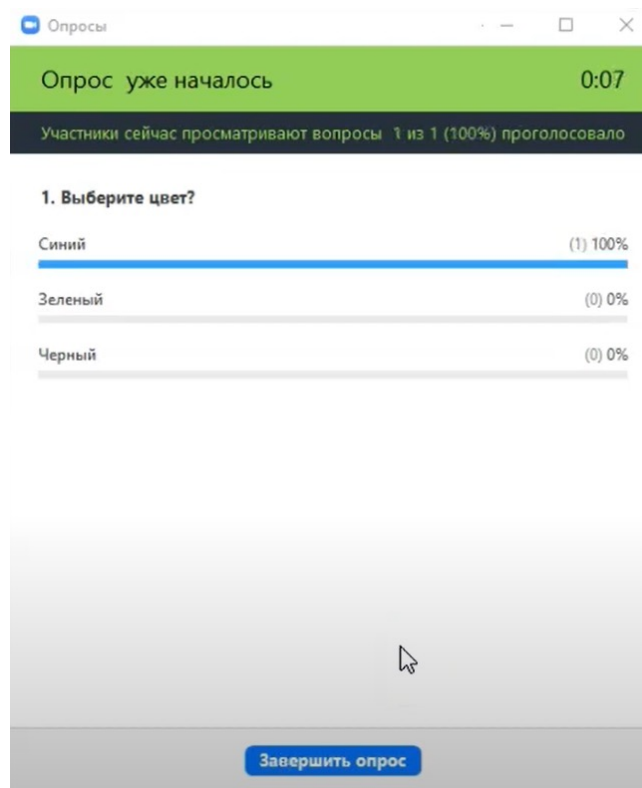 Опросы
Опрос уже началось 0:07
Участники сейчас просматривают вопросы 1 из 1 (100%) проголосовало
1. Выберите цвет?
Синий (1) 100%
Зеленый (0) 0%
Черный (0) 0%
Завершить опрос